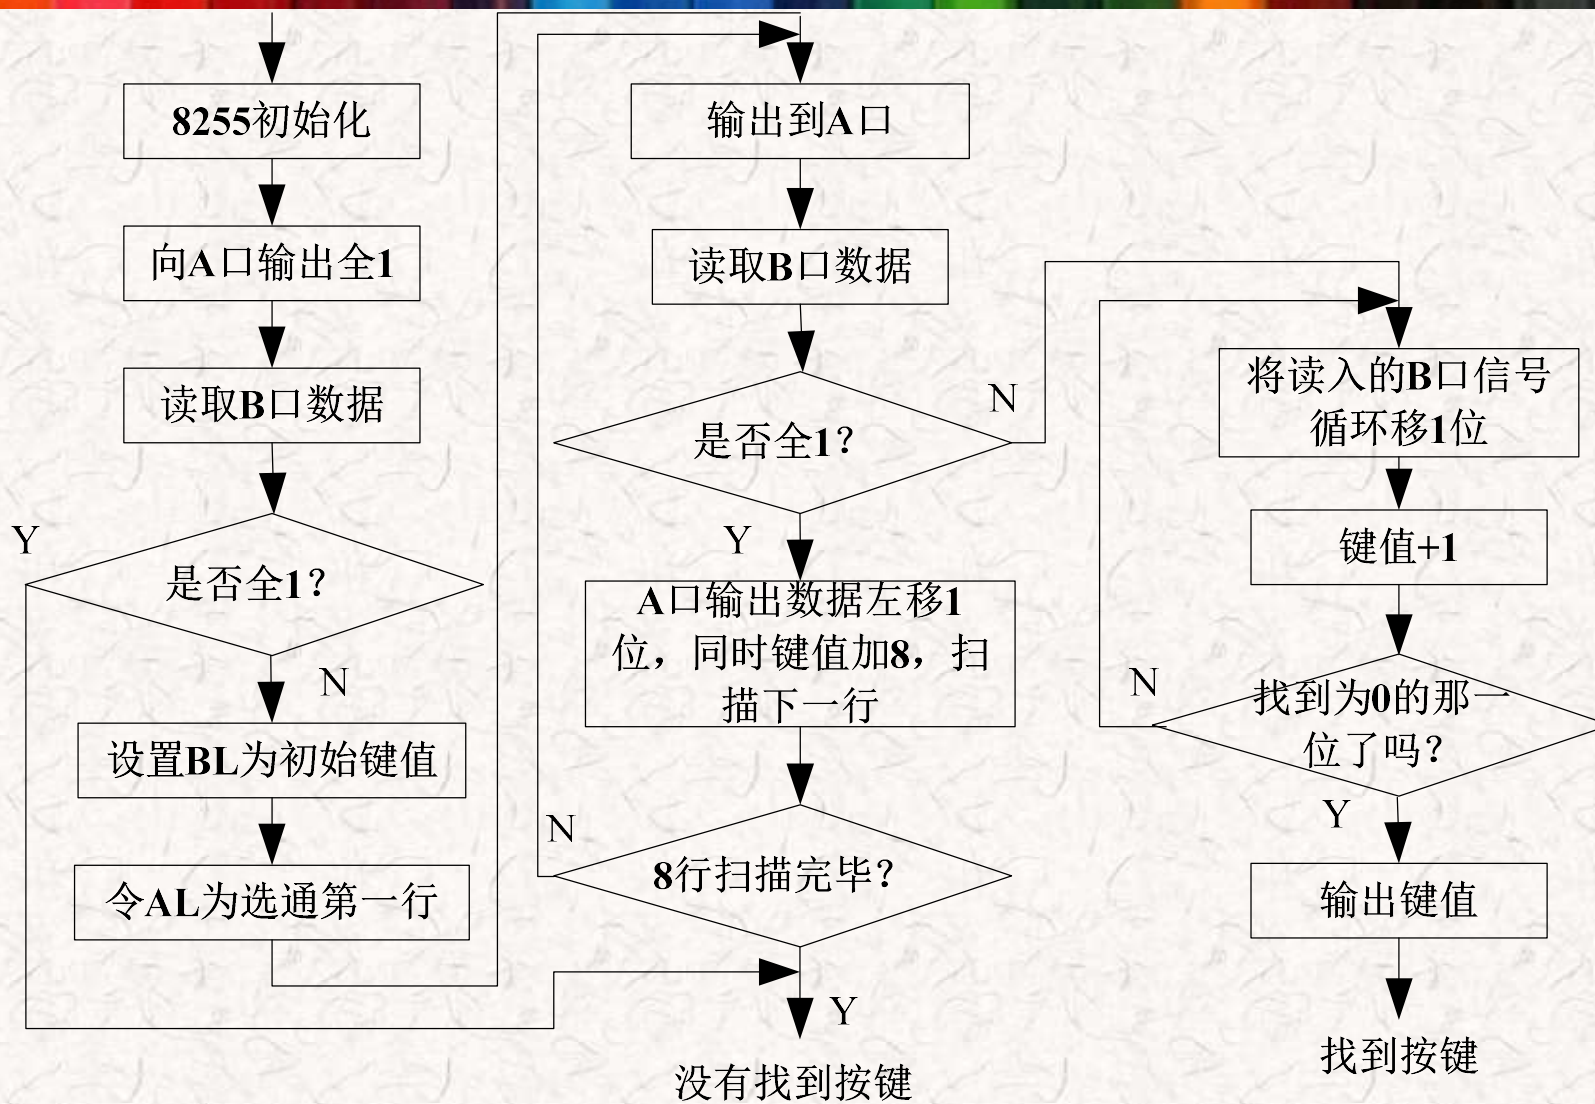 8255初始化
向A口输出全1
读取B口数据
是否全1？
Y
N
设置BL为初始键值
令AL为选通第一行
输出到A口
读取B口数据
是否全1？
N
Y
A口输出数据左移1
位，同时键值加8，扫
描下一行
N
8行扫描完毕？
Y
没有找到按键
将读入的B口信号
循环移1位
键值+1
N
找到为0的那一
位了吗？
Y
输出键值
找到按键